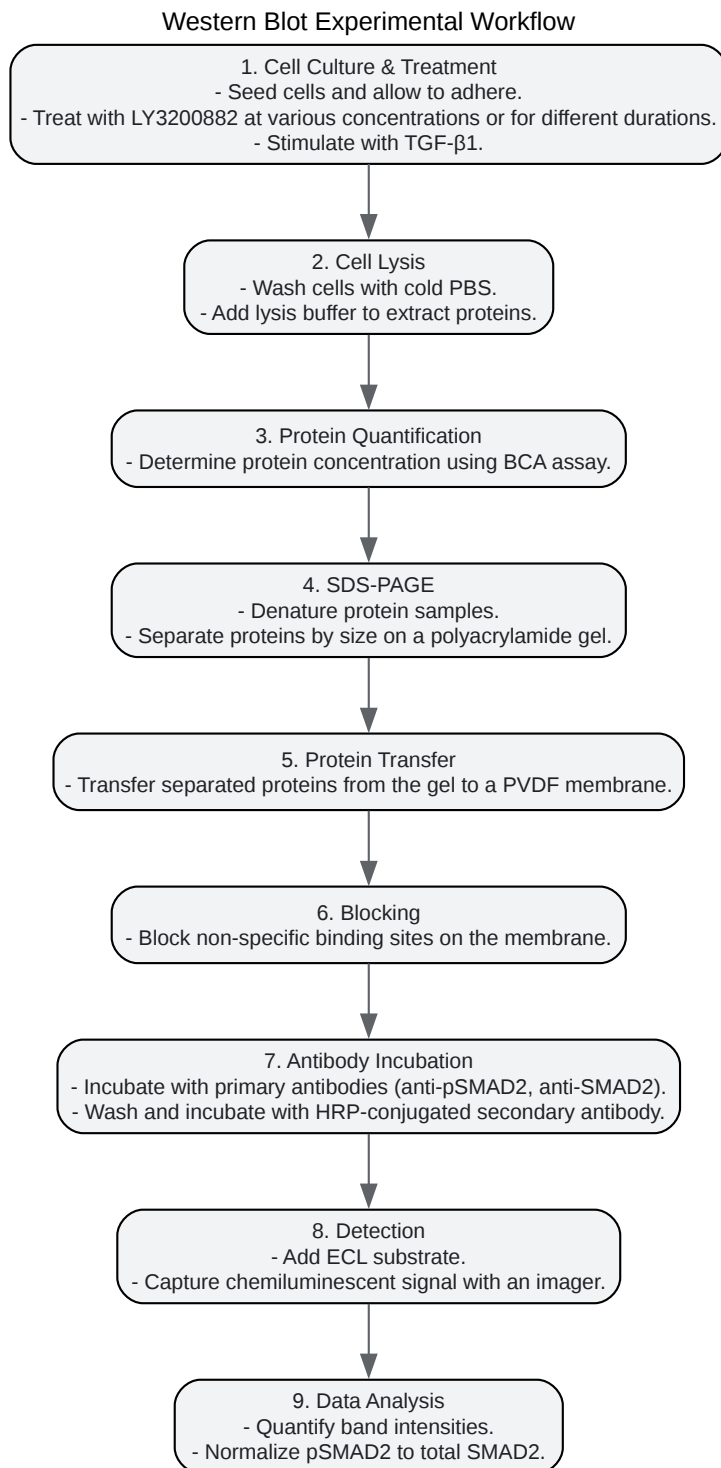 Western Blot Experimental Workflow
1. Cell Culture & Treatment
- Seed cells and allow to adhere.
- Treat with LY3200882 at various concentrations or for different durations.
- Stimulate with TGF-β1.
2. Cell Lysis
- Wash cells with cold PBS.
- Add lysis buffer to extract proteins.
3. Protein Quantification
- Determine protein concentration using BCA assay.
4. SDS-PAGE
- Denature protein samples.
- Separate proteins by size on a polyacrylamide gel.
5. Protein Transfer
- Transfer separated proteins from the gel to a PVDF membrane.
6. Blocking
- Block non-specific binding sites on the membrane.
7. Antibody Incubation
- Incubate with primary antibodies (anti-pSMAD2, anti-SMAD2).
- Wash and incubate with HRP-conjugated secondary antibody.
8. Detection
- Add ECL substrate.
- Capture chemiluminescent signal with an imager.
9. Data Analysis
- Quantify band intensities.
- Normalize pSMAD2 to total SMAD2.